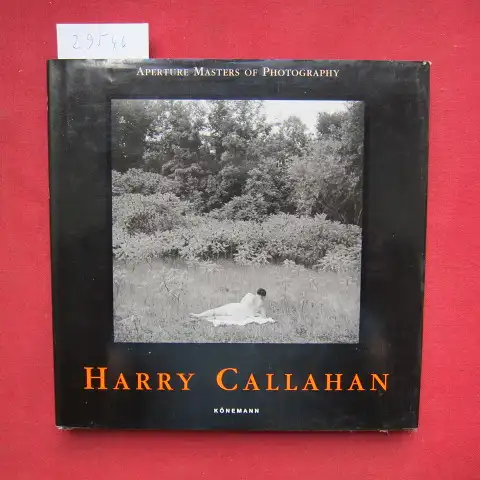 29546
APERTURE MASTERS OF PHOTOGRAPHY
HARRY CALLAHAN
KÖNEMANN